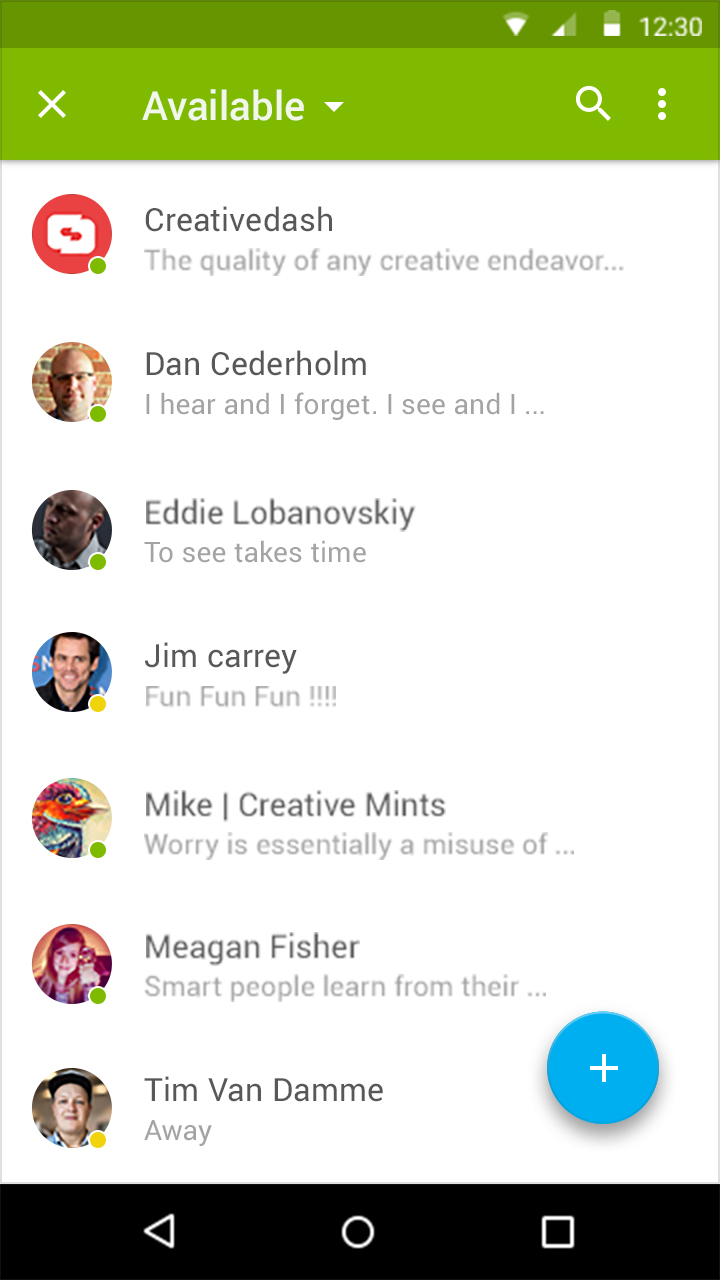 12:30
Available
Creativedash
The quality of any creative endeavor...
Dan Cederholm
I hear and I forget. I see and I ...
Eddie Lobanovskiy
To see takes time
Jim carrey
Fun Fun Fun !!!!
Mike | Creative Mints
Worry is essentially a misuse of ...
Meagan Fisher
Smart people learn from their ...
Tim Van Damme
Away